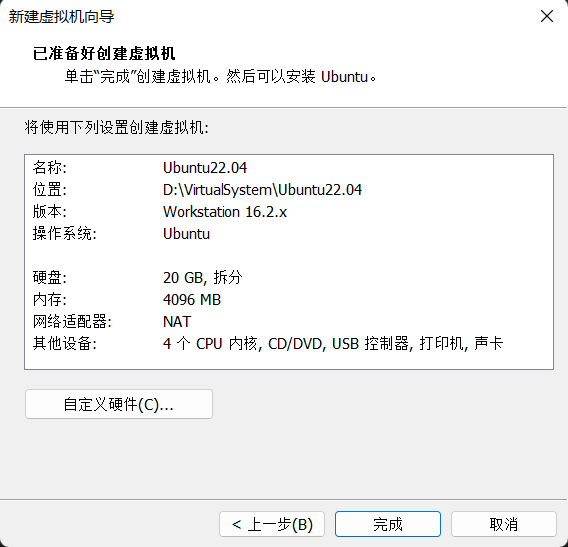 新建虚拟机向导
已准备好创建虚拟机
单击“完成”创建虚拟机。然后可以安装 Ubuntu。
将使用下列设置创建虚拟机:
名称: Ubuntu22.04
位置: D:\VirtualSystem\Ubuntu22.04
版本: Workstation 16.2.x
操作系统: Ubuntu
硬盘: 20 GB, 拆分
内存: 4096 MB
网络适配器: NAT
其他设备: 4 个 CPU 内核, CD/DVD, USB 控制器, 打印机, 声卡
自定义硬件(C)...
< 上一步(B) 完成 取消